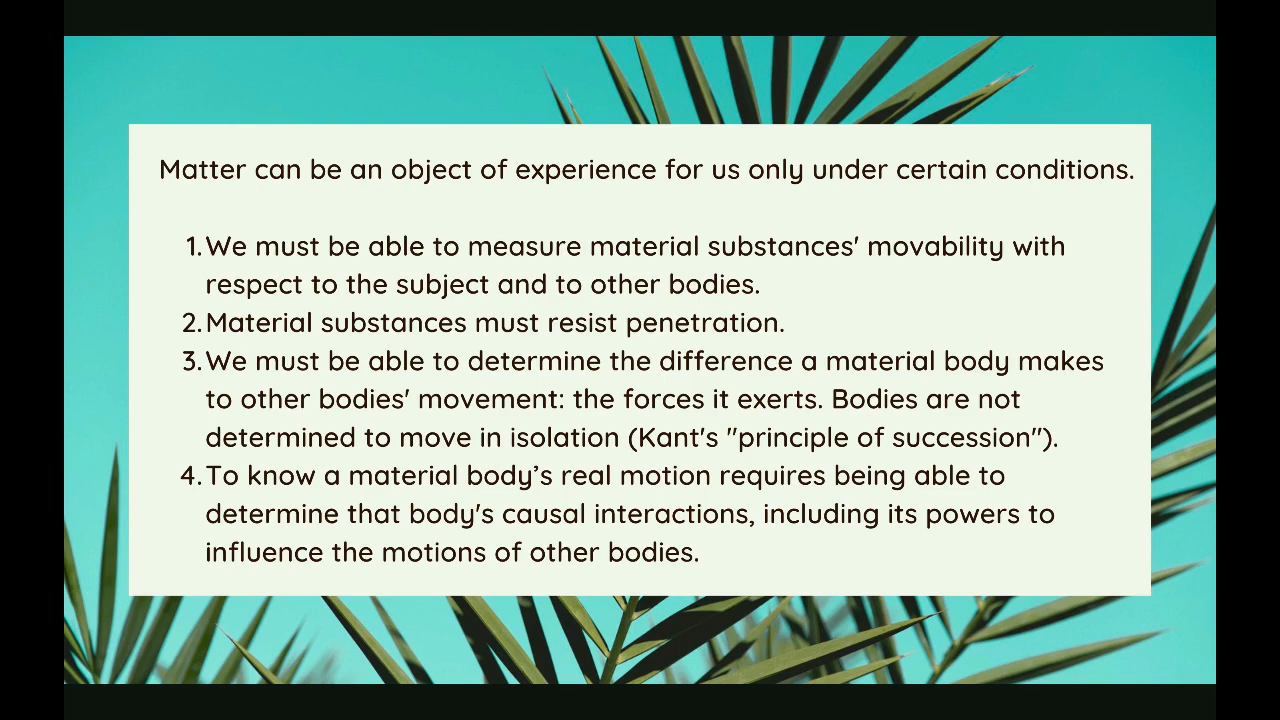 Matter can be an object of experience for us only under certain conditions.
1. We must be able to measure material substances' movability with
respect to the subject and to other bodies.
2. Material substances must resist penetration.
3. We must be able to determine the difference a material body makes
to other bodies' movement: the forces it exerts. Bodies are not
determined to move in isolation (Kant's "principle of succession").
4. To know a material body’s real motion requires being able to
determine that body's causal interactions, including its powers to
influence the motions of other bodies.